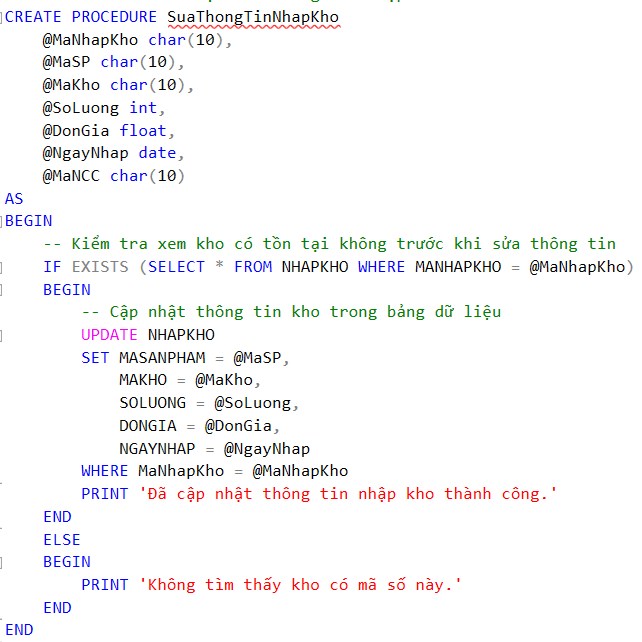 CREATE PROCEDURE SuaThongTinNhapKho
@MaNhapKho char(10),
@MaSP char(10),
@MaKho char(10),
@SoLuong int,
@DonGia float,
@NgayNhap date,
@MaNCC char(10)
AS
BEGIN
-- Kiểm tra xem kho có tồn tại không trước khi sửa thông tin
IF EXISTS (SELECT * FROM NHAPKHO WHERE MANHAPKHO = @MaNhapKho)
BEGIN
-- Cập nhật thông tin kho trong bảng dữ liệu
UPDATE NHAPKHO
SET MASANPHAM = @MaSP,
MAKHO = @MaKho,
SOLUONG = @SoLuong,
DONGIA = @DonGia,
NGAYNHAP = @NgayNhap
WHERE MaNhapKho = @MaNhapKho
PRINT 'Đã cập nhật thông tin nhập kho thành công.'
END
ELSE
BEGIN
PRINT 'Không tìm thấy kho có mã số này.'
END
END